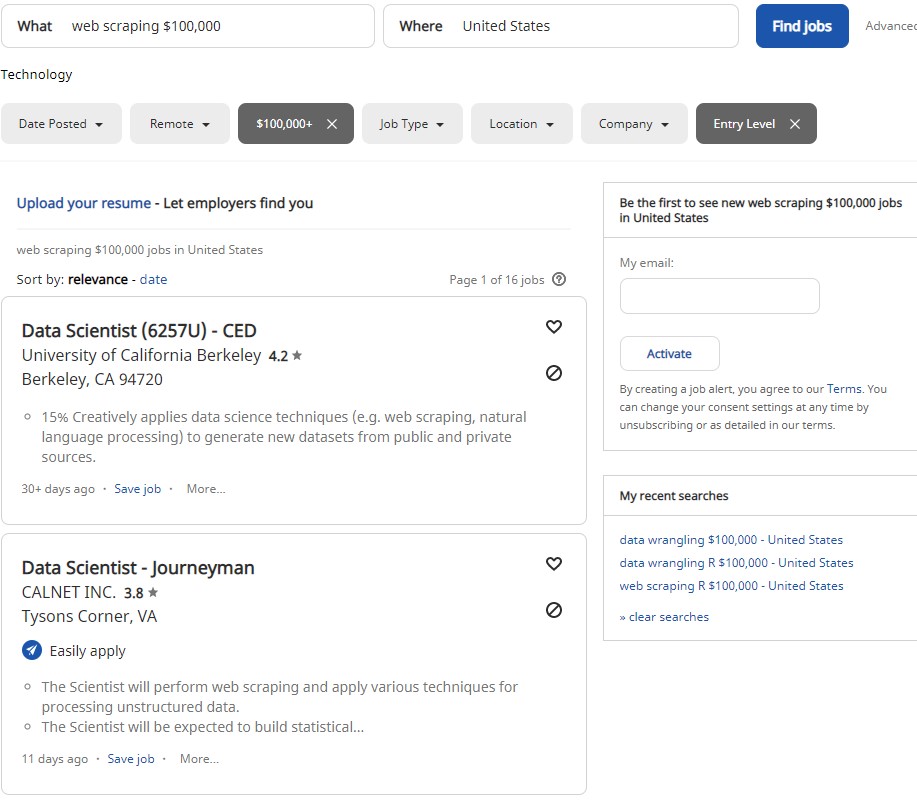 What web scraping $100,000
Where United States
Find jobs
Advanced
Technology
Date Posted
Remote
$100,000+
Job Type
Location
Company
Entry Level
Upload your resume - Let employers find you
web scraping $100,000 jobs in United States
Sort by: relevance - date
Page 1 of 16 jobs
Data Scientist (6257U) - CED
University of California Berkeley 4.2
Berkeley, CA 94720
15% Creatively applies data science techniques (e.g. web scraping, natural
language processing) to generate new datasets from public and private
sources.
30+ days ago · Save job · More...
Data Scientist - Journeyman
CALNET INC. 3.8
Tysons Corner, VA
Easily apply
The Scientist will perform web scraping and apply various techniques for
processing unstructured data.
The Scientist will be expected to build statistical...
11 days ago · Save job · More...
Be the first to see new web scraping $100,000 jobs
in United States
My email:
Activate
By creating a job alert, you agree to our Terms. You
can change your consent settings at any time by
unsubscribing or as detailed in our terms.
My recent searches
data wrangling $100,000 - United States
data wrangling R $100,000 - United States
web scraping R $100,000 - United States
» clear searches